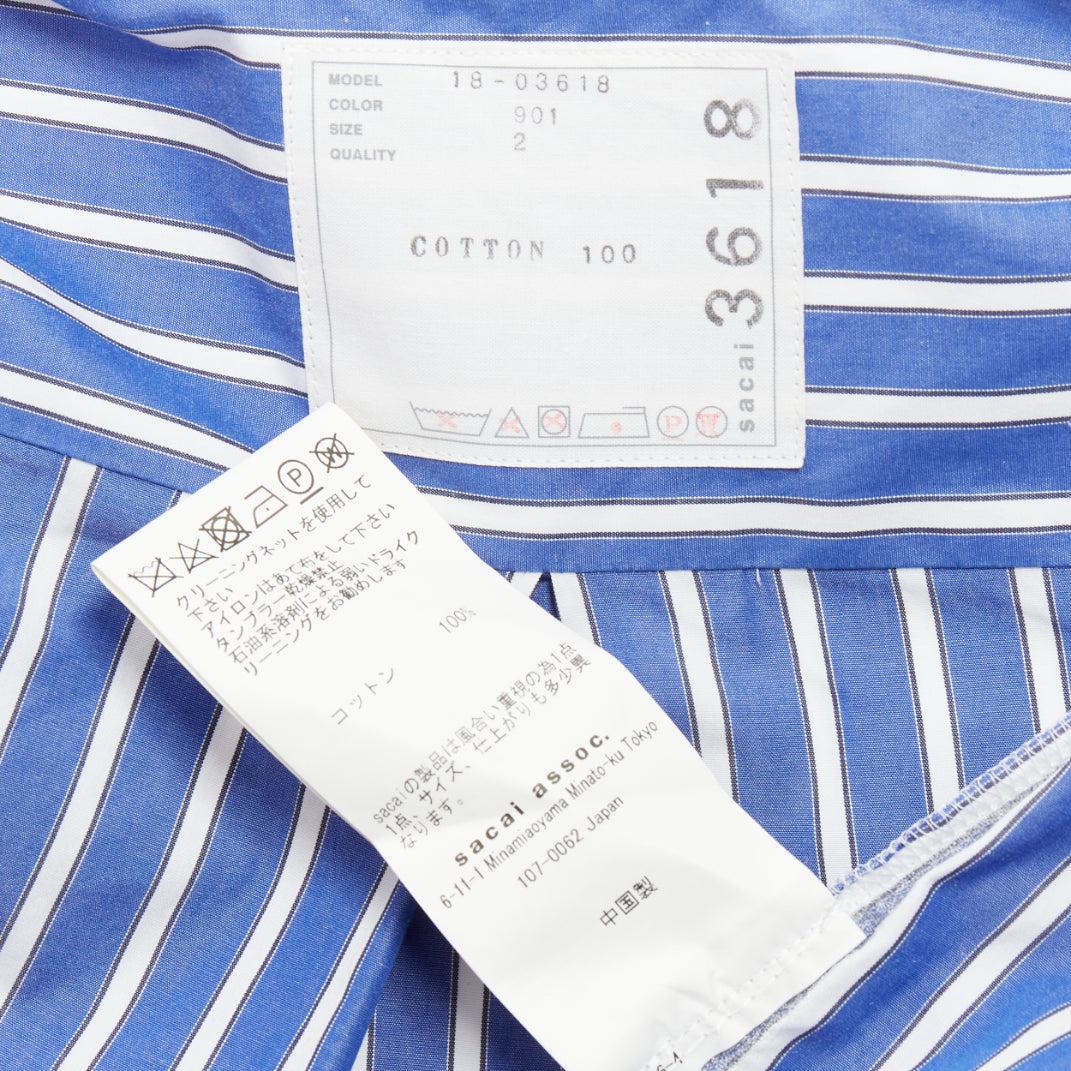 MODEL 18-03618
COLOR 901
SIZE 2
QUALITY
COTTON 100
sacai 3618
P
P W
クリーニングネットを使用して
下さい
アイロンはあて布をして下さい
タンブラー乾燥禁止
石油系溶剤による弱いドライク
リーニングをお勧めします
コットン 100%
sacaiの製品は風合い重視の為1点
1点、サイズ、仕上がりも多少異
なります。
sacai assoc.
6-11-1 Minamiaoyama Minato-ku Tokyo
107-0062 Japan
中国製